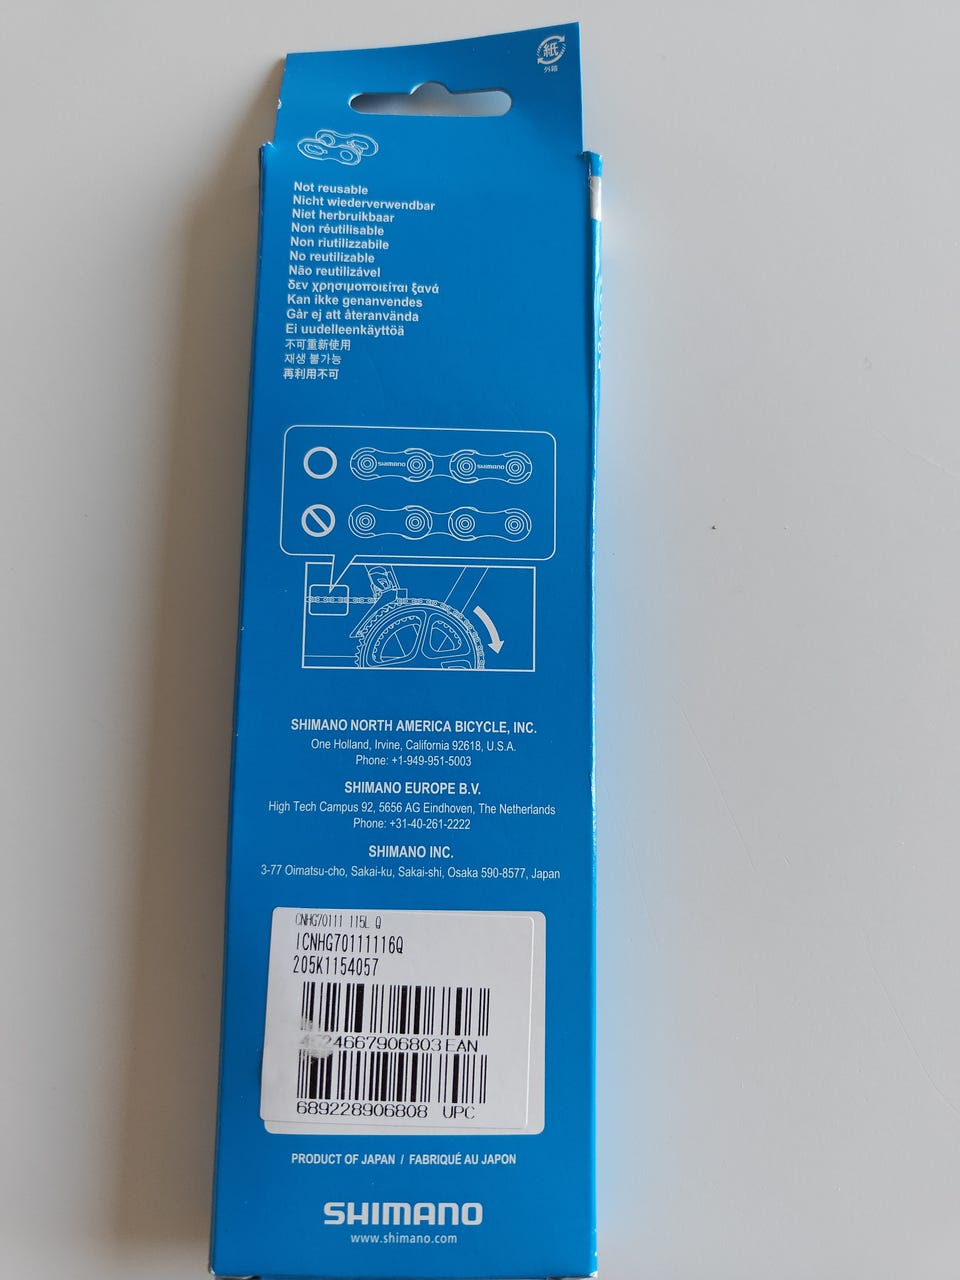 紙
外箱
Not reusable
Nicht wiederverwendbar
Niet herbruikbaar
Non réutilisable
Non riutilizzabile
No reutilizable
Não reutilizável
δεν χρησιμοποιείται ξανά
Kan ikke genanvendes
Går ej att återanvända
Ei uudelleenkäyttöä
不可重新使用
재생 불가능
再利用不可
SHIMANO SHIMANO
SHIMANO NORTH AMERICA BICYCLE, INC.
One Holland, Irvine, California 92618, U.S.A.
Phone: +1-949-951-5003
SHIMANO EUROPE B.V.
High Tech Campus 92, 5656 AG Eindhoven, The Netherlands
Phone: +31-40-261-2222
SHIMANO INC.
3-77 Oimatsu-cho, Sakai-ku, Sakai-shi, Osaka 590-8577, Japan
CNHG70111 115L Q
ICNHG70111116Q
205K1154057
EAN
689228906808 UPC
PRODUCT OF JAPAN / FABRIQUÉ AU JAPON
SHIMANO
www.shimano.com